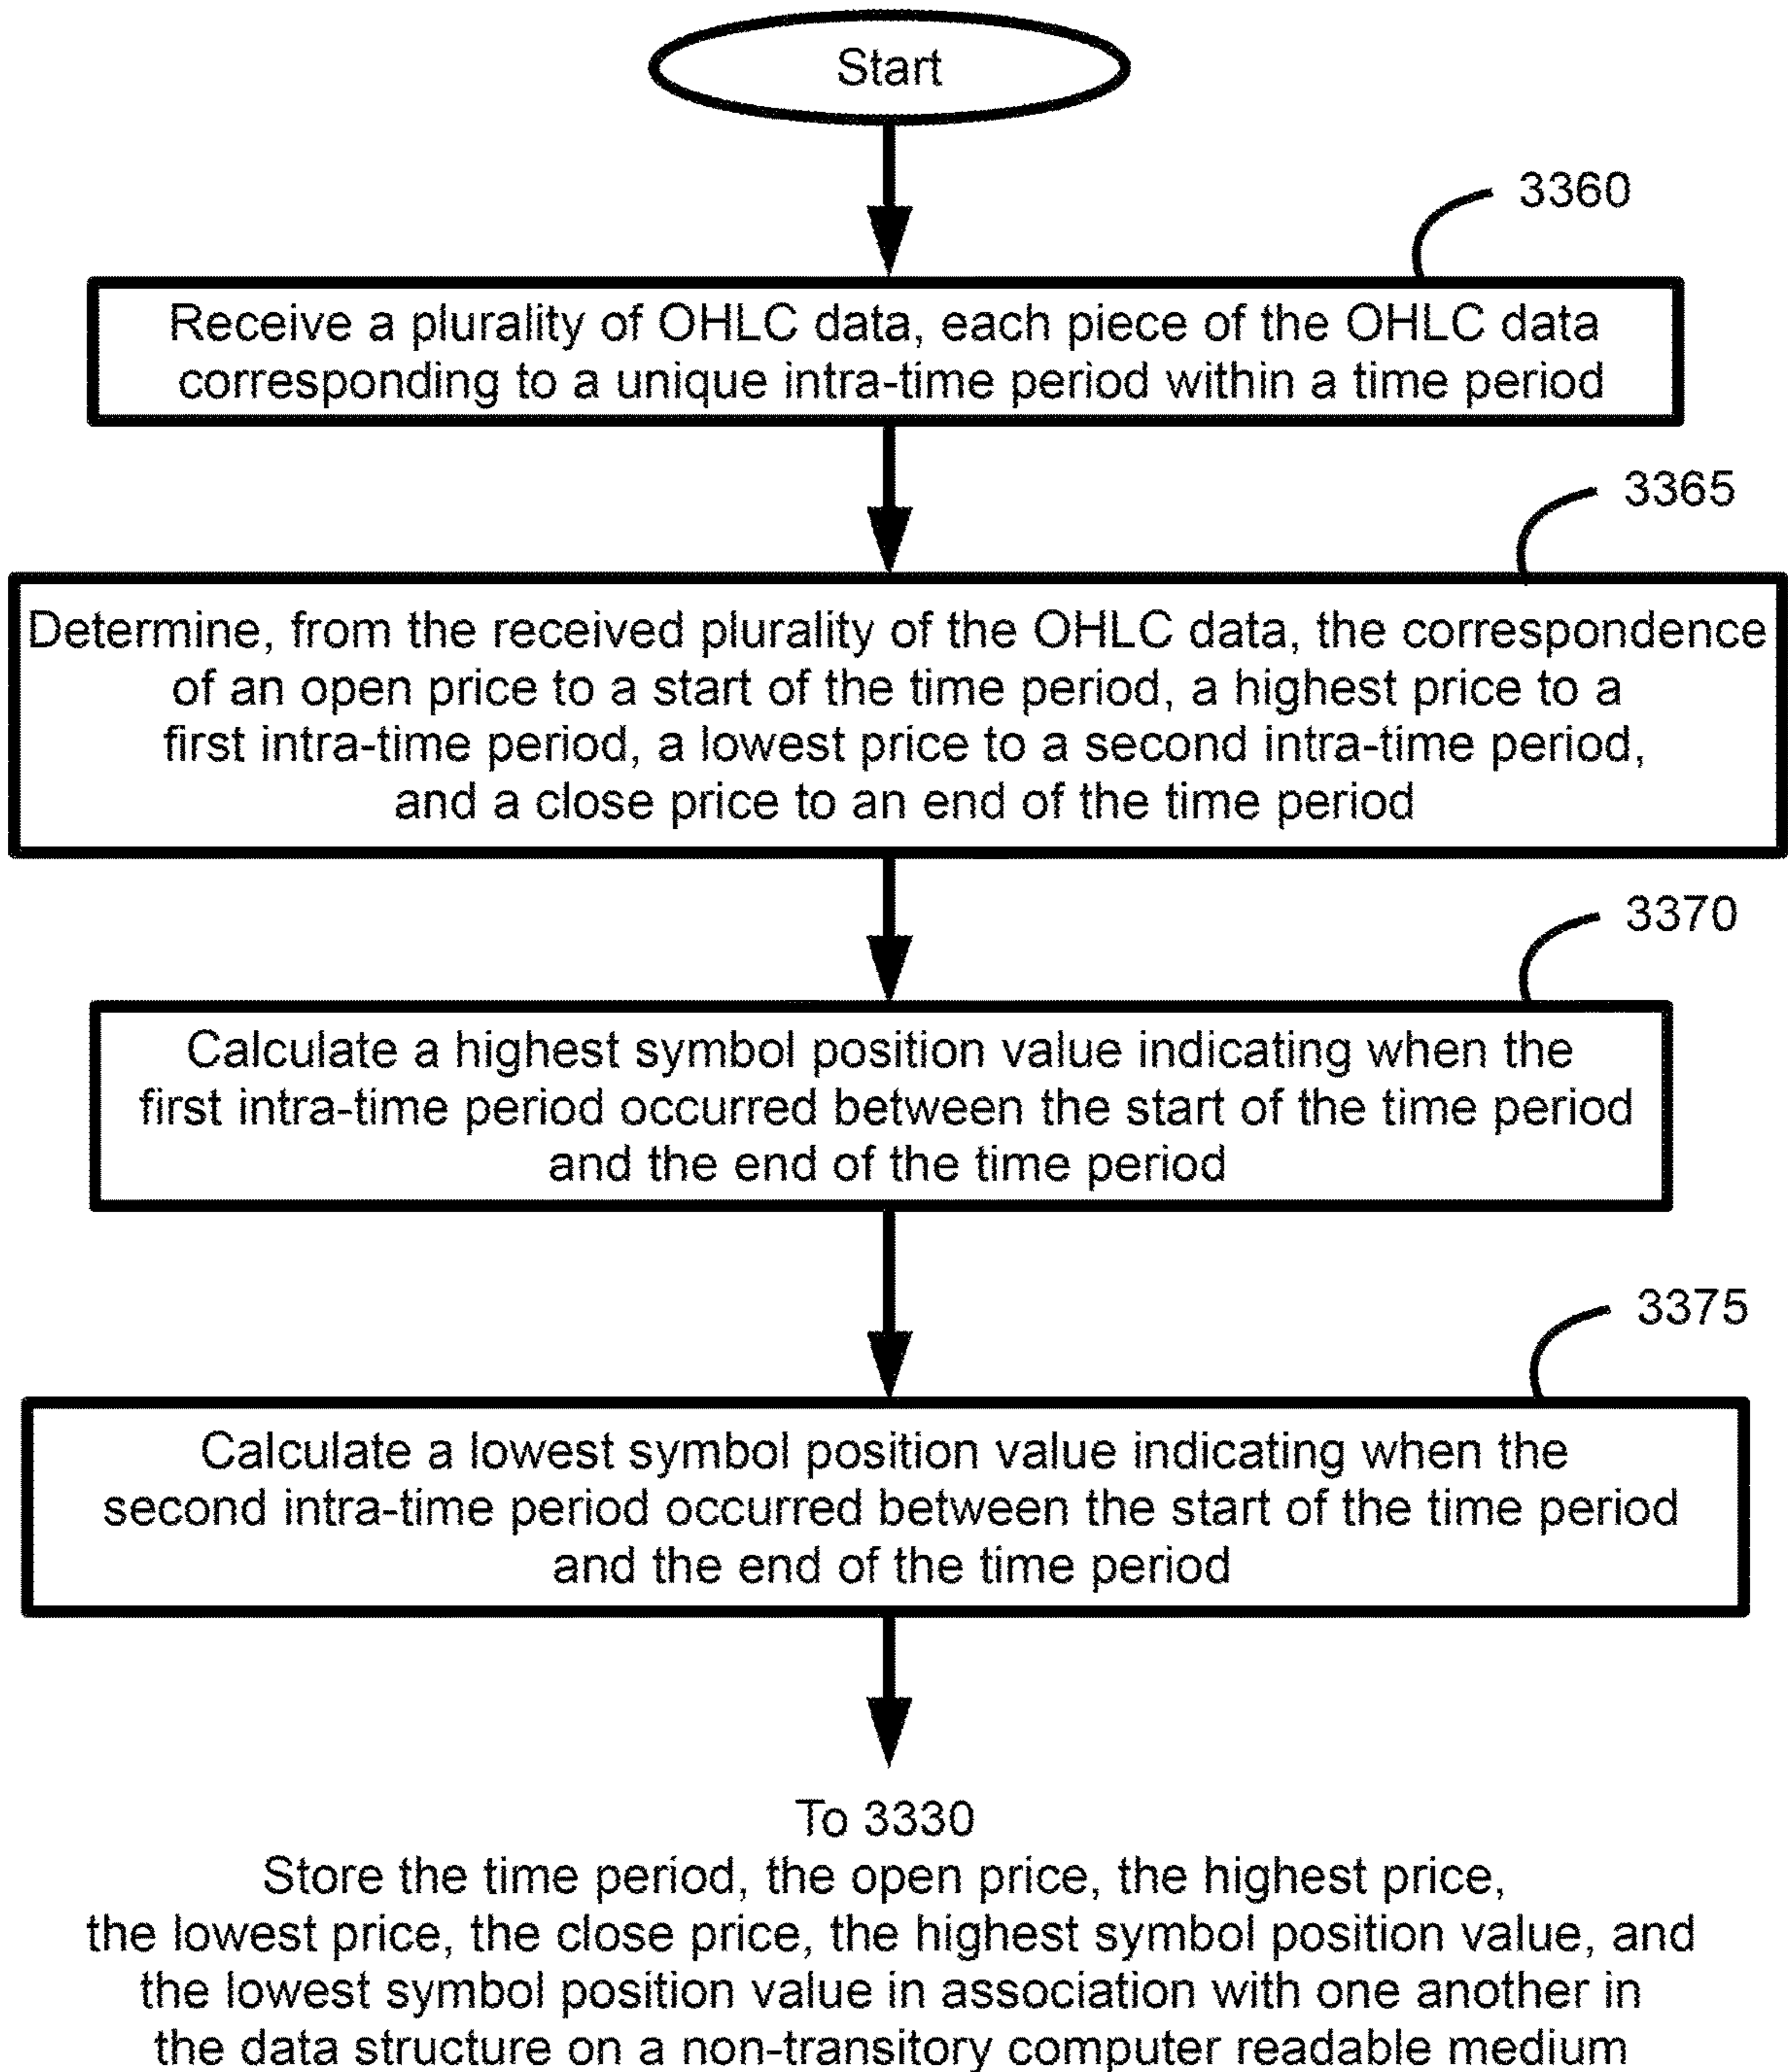 Start
3360
Receive a plurality of OHLC data, each piece of the OHLC data
corresponding to a unique intra-time period within a time period
3365
Determine, from the received plurality of the OHLC data, the correspondence
of an open price to a start of the time period, a highest price to a
first intra-time period, a lowest price to a second intra-time period,
and a close price to an end of the time period
3370
Calculate a highest symbol position value indicating when the
first intra-time period occurred between the start of the time period
and the end of the time period
3375
Calculate a lowest symbol position value indicating when the
second intra-time period occurred between the start of the time period
and the end of the time period
To 3330
Store the time period, the open price, the highest price,
the lowest price, the close price, the highest symbol position value, and
the lowest symbol position value in association with one another in
the data structure on a non-transitory computer readable medium